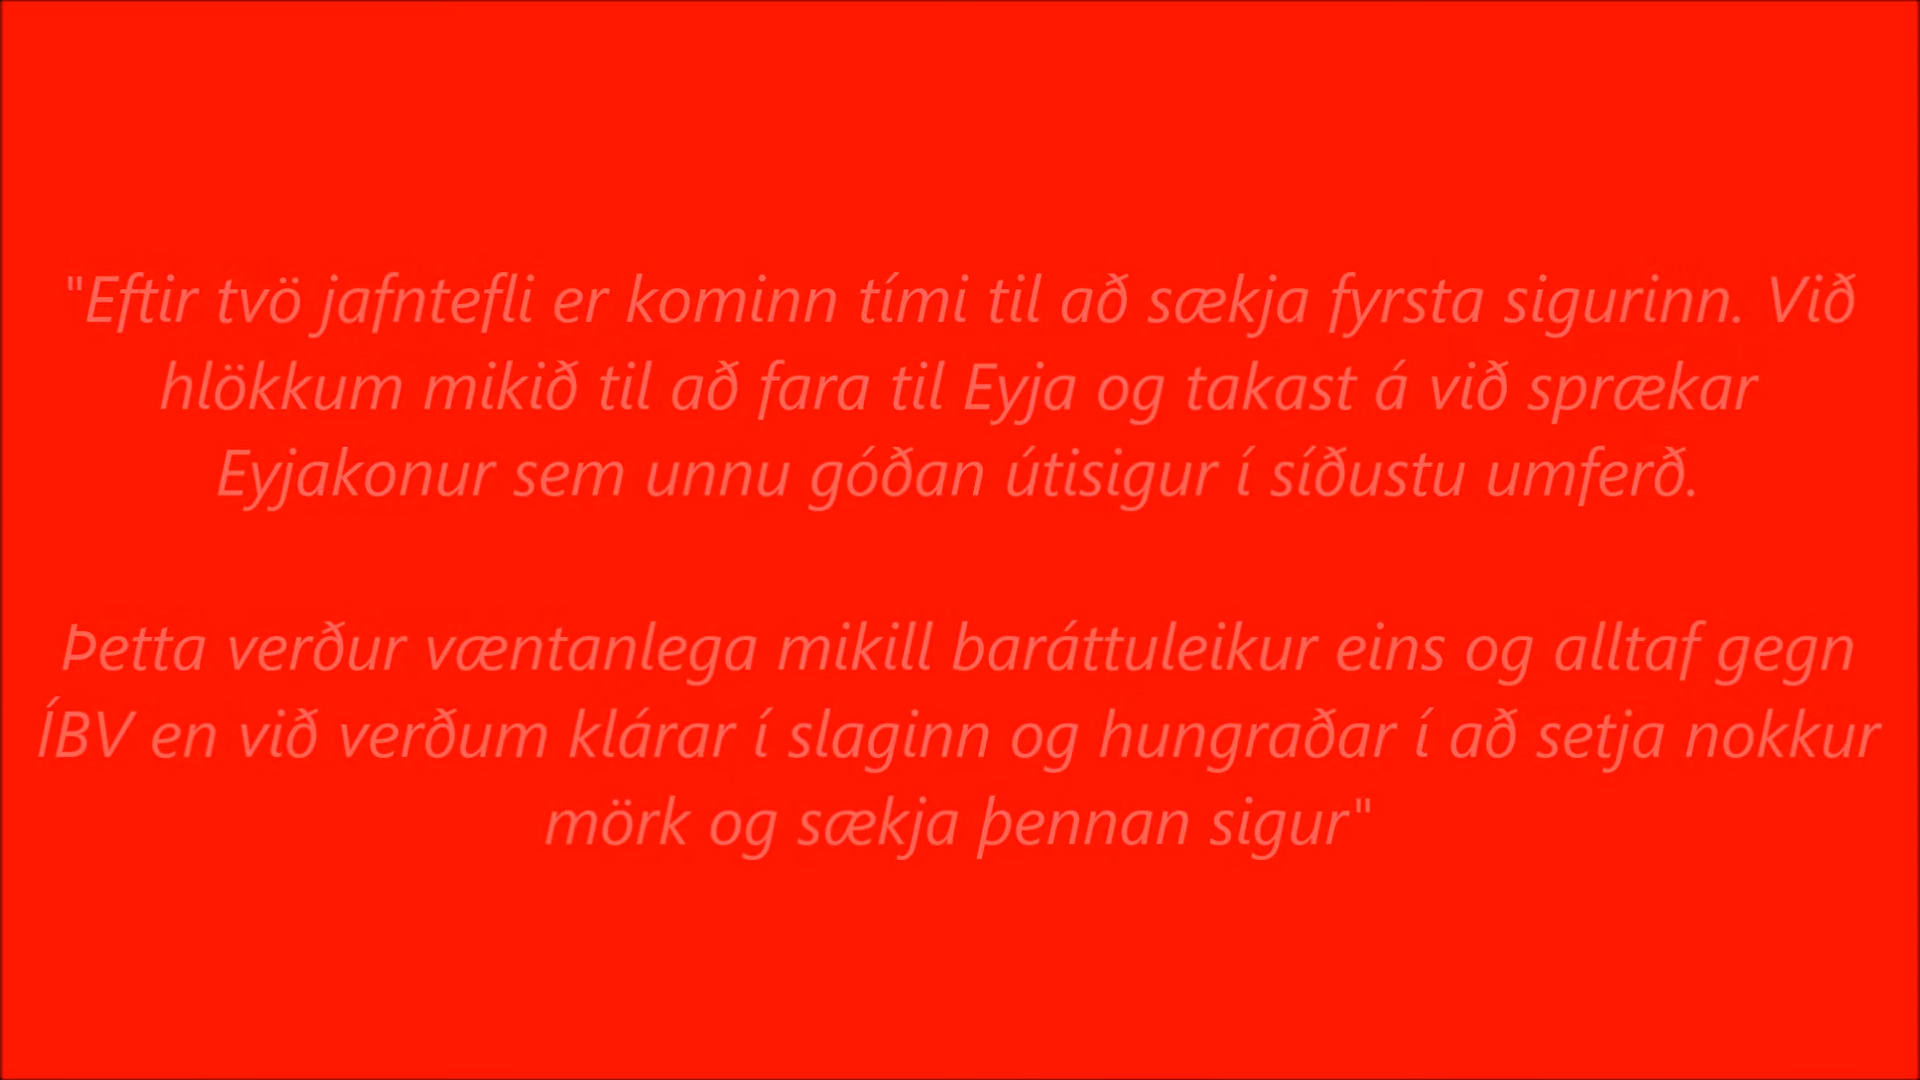 "Eftir tvö jafntefli er kominn tími til að sækja fyrsta sigurinn. Við
hlökkum mikið til að fara til Eyja og takast á við sprækar
Eyjakonur sem unnu góðan útisigur í síðustu umferð.
Þetta verður væntanlega mikill baráttuleikur eins og alltaf gegn
ÍBV en við verðum klárar í slaginn og hungraðar í að setja nokkur
mörk og sækja þennan sigur"